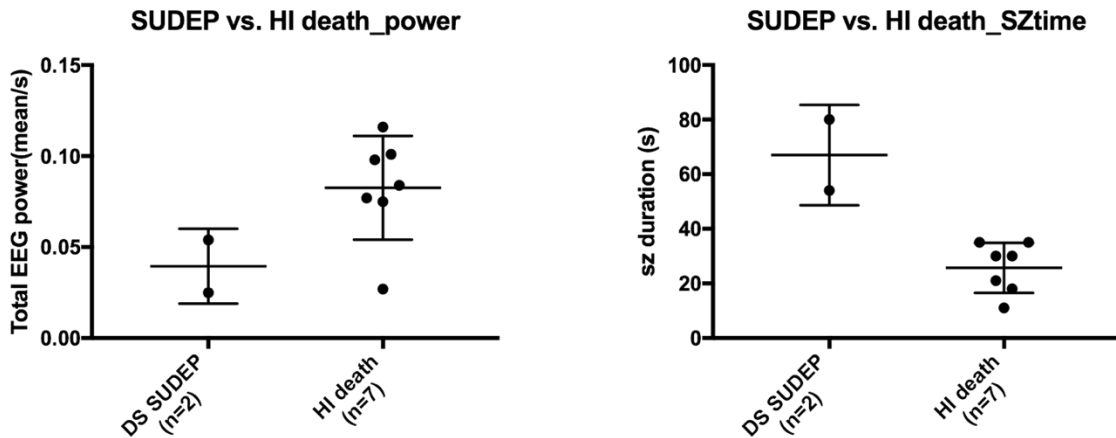 SUDEP vs. HI death_power
Total EEG power(mean/s)
0.15
0.10
0.05
0.00
DS SUDEP
(n=2)
HI death
(n=7)
SUDEP vs. HI death_SZtime
sz duration (s)
100
80
60
40
20
0
DS SUDEP
(n=2)
HI death
(n=7)